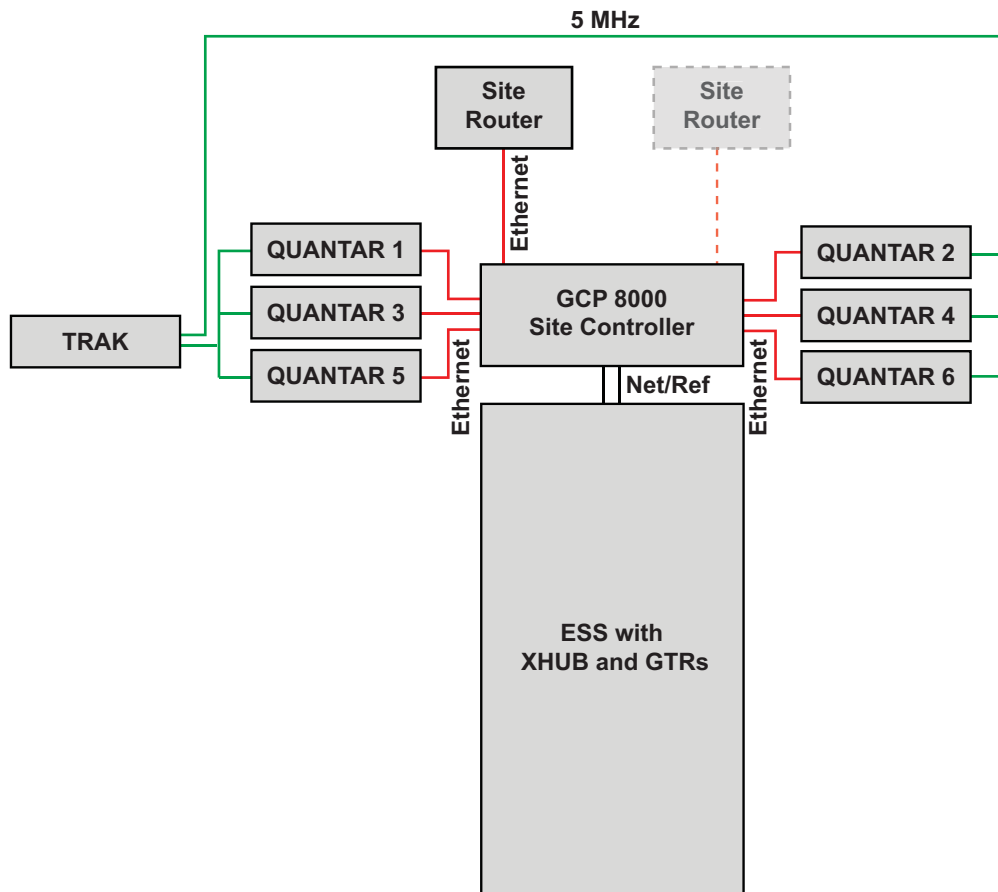 5 MHz
Site
Router
Site
Router
Ethernet
QUANTAR 1
QUANTAR 2
GCP 8000
Site Controller
QUANTAR 3
QUANTAR 4
TRAK
QUANTAR 5
QUANTAR 6
Ethernet
Net/Ref
Ethernet
ESS with
XHUB and GTRs